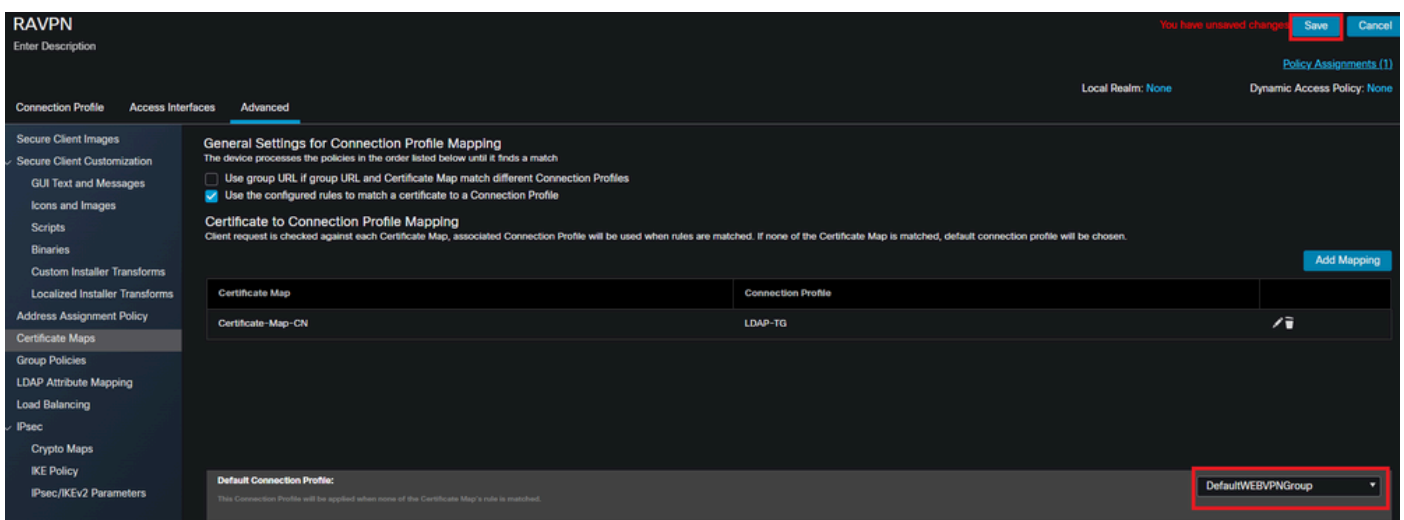 RAVPN
You have unsaved changes Save Cancel
Enter Description
Policy Assignments (1)
Local Realm: None Dynamic Access Policy: None
Connection Profile Access Interfaces Advanced
Secure Client Images
Secure Client Customization
GUI Text and Messages
Icons and Images
Scripts
Binaries
Custom Installer Transforms
Localized Installer Transforms
Address Assignment Policy
Certificate Maps
Group Policies
LDAP Attribute Mapping
Load Balancing
IPsec
Crypto Maps
IKE Policy
IPsec/IKEv2 Parameters
General Settings for Connection Profile Mapping
The device processes the policies in the order listed below until it finds a match
Use group URL if group URL and Certificate Map match different Connection Profiles
Use the configured rules to match a certificate to a Connection Profile
Certificate to Connection Profile Mapping
Client request is checked against each Certificate Map, associated Connection Profile will be used when rules are matched. If none of the Certificate Map is matched, default connection profile will be chosen.
Add Mapping
Certificate Map Connection Profile
Certificate-Map-CN LDAP-TG
Default Connection Profile:
This Connection Profile will be applied when none of the Certificate Map's rule is matched.
DefaultWEBVPNGroup